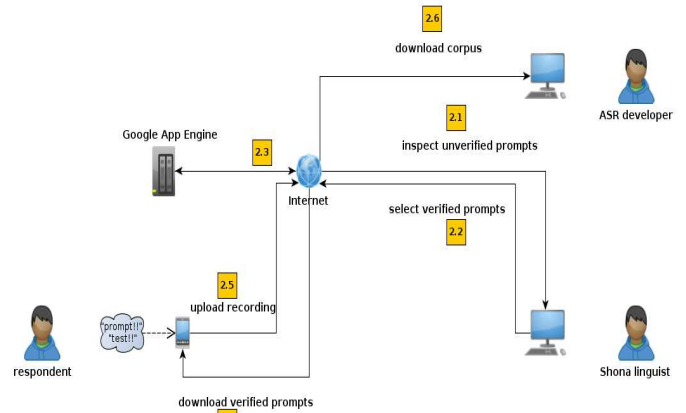 2.6
download corpus
ASR developer
2.1
inspect unverified prompts
Google App Engine
2.3
Internet
select verified prompts
2.2
2.5
upload recording
"prompt!!"
"test!!"
respondent
Shona linguist
download verified prompts